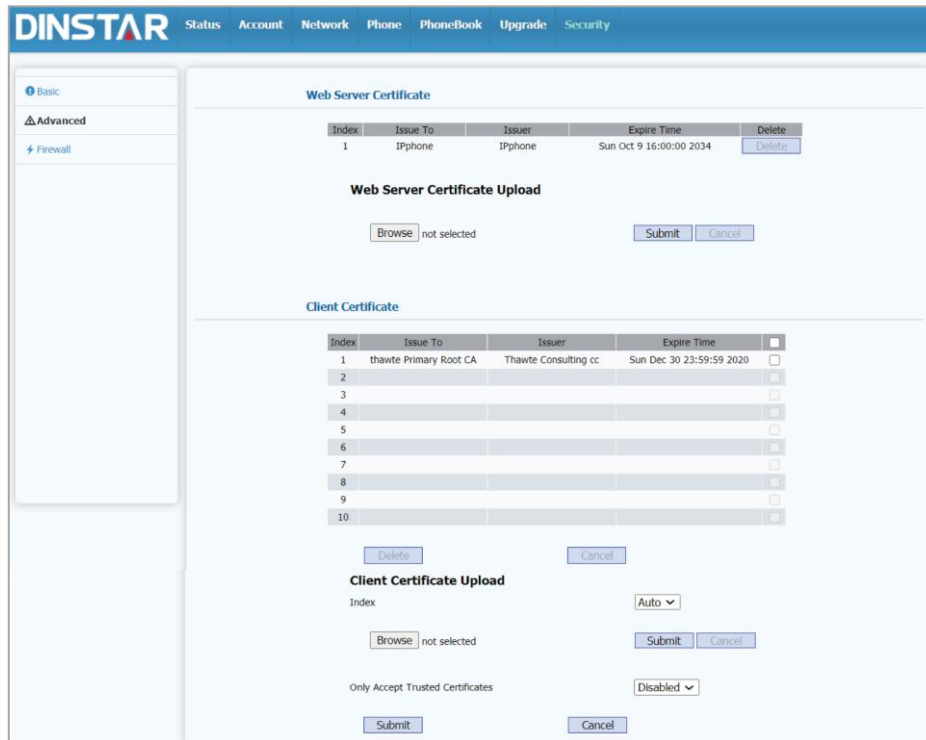 DINSTAR Status Account Network Phone PhoneBook Upgrade Security
Basic
Advanced
Firewall
Web Server Certificate
Index Issue To Issuer Expire Time Delete
1 IPphone IPphone Sun Oct 9 16:00:00 2034 Delete
Web Server Certificate Upload
Browse not selected Submit Cancel
Client Certificate
Index Issue To Issuer Expire Time
1 thawte Primary Root CA Thawte Consulting cc Sun Dec 30 23:59:59 2020
2
3
4
5
6
7
8
9
10
Delete Cancel
Client Certificate Upload
Index Auto
Browse not selected Submit Cancel
Only Accept Trusted Certificates Disabled
Submit Cancel